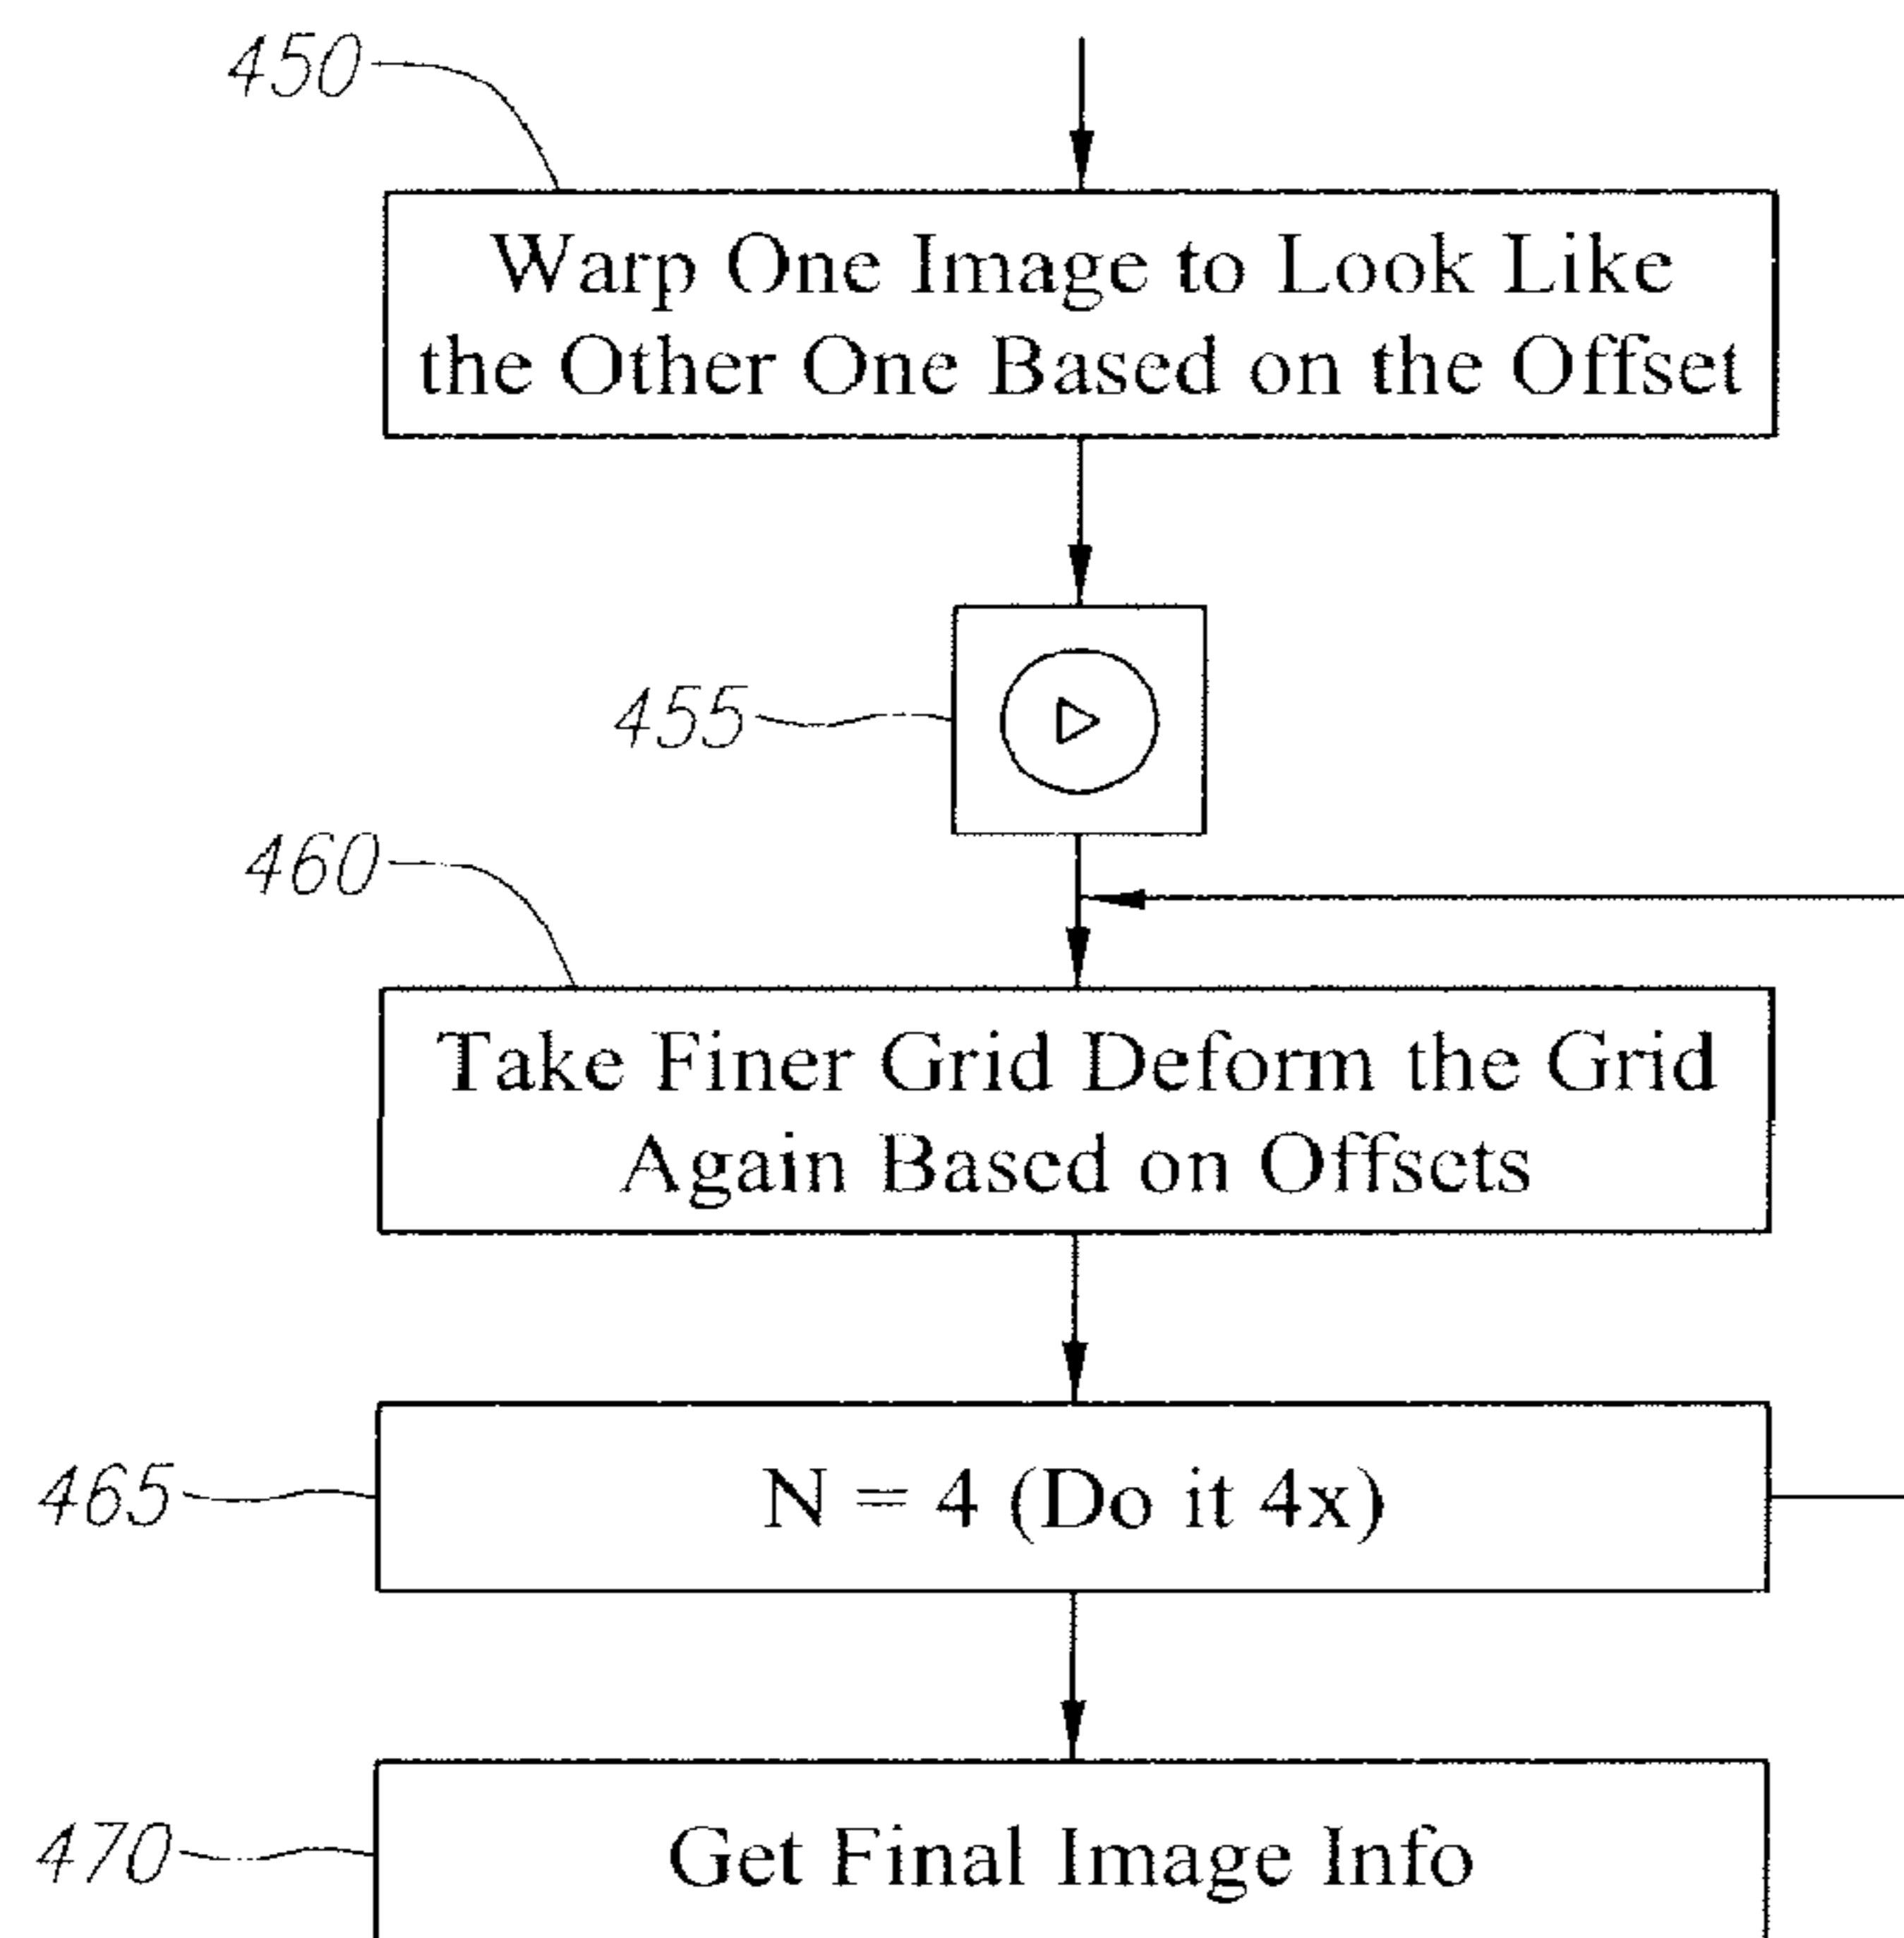 450
Warp One Image to Look Like
the Other One Based on the Offset
455
460
Take Finer Grid Deform the Grid
Again Based on Offsets
465
N = 4 (Do it 4x)
470
Get Final Image Info